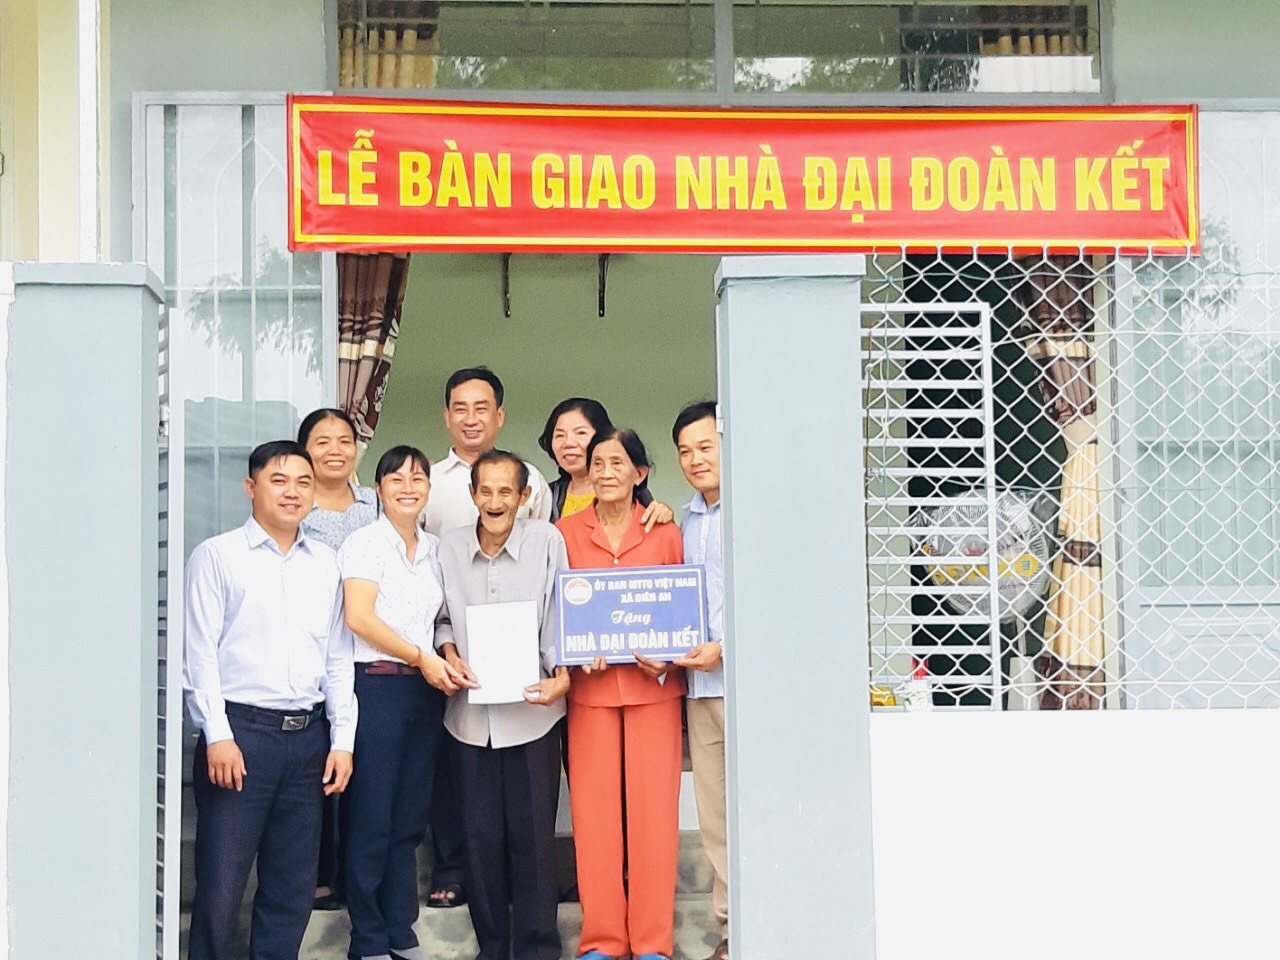 LỄ BÀN GIAO NHÀ ĐẠI ĐOÀN KẾT
ỦY BAN MTTQ VIỆT NAM
XÃ DIÊN AN
Tặng
NHÀ ĐẠI ĐOÀN KẾT